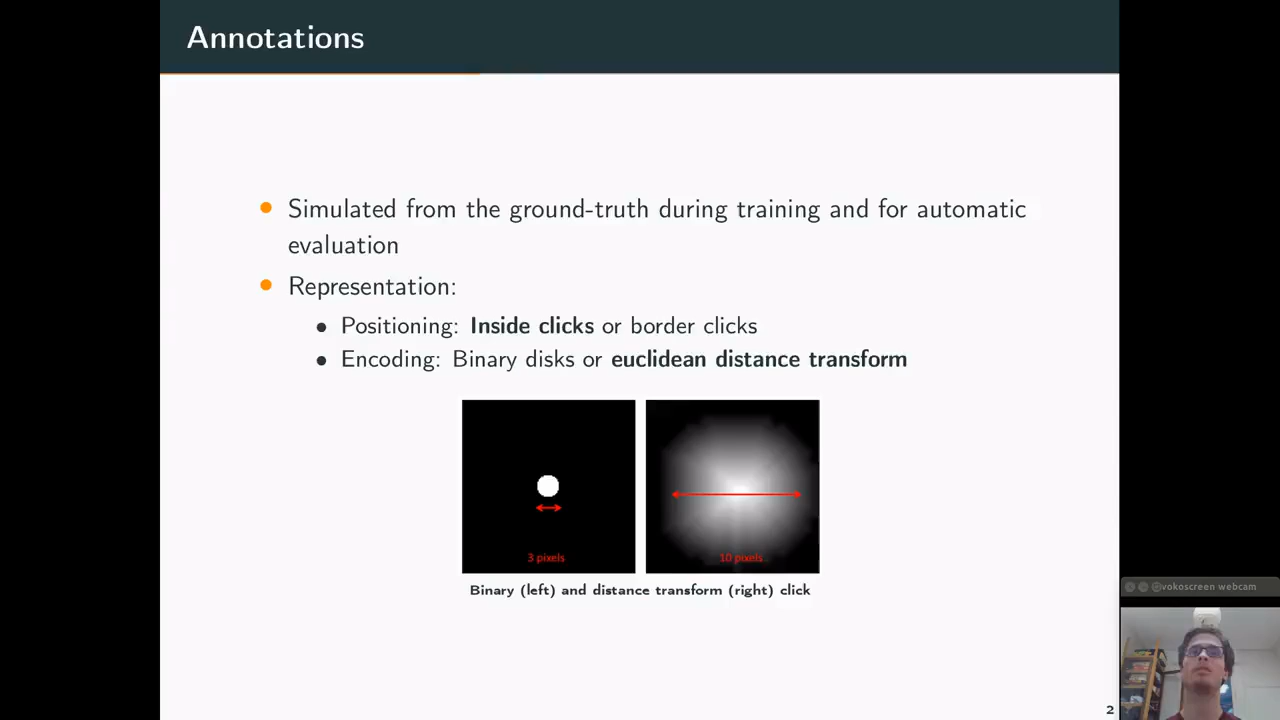 Annotations
Simulated from the ground-truth during training and for automatic
evaluation
Representation:
Positioning: Inside clicks or border clicks
Encoding: Binary disks or euclidean distance transform
3 pixels
10 pixels
Binary (left) and distance transform (right) click
vokoscreen webcam
2